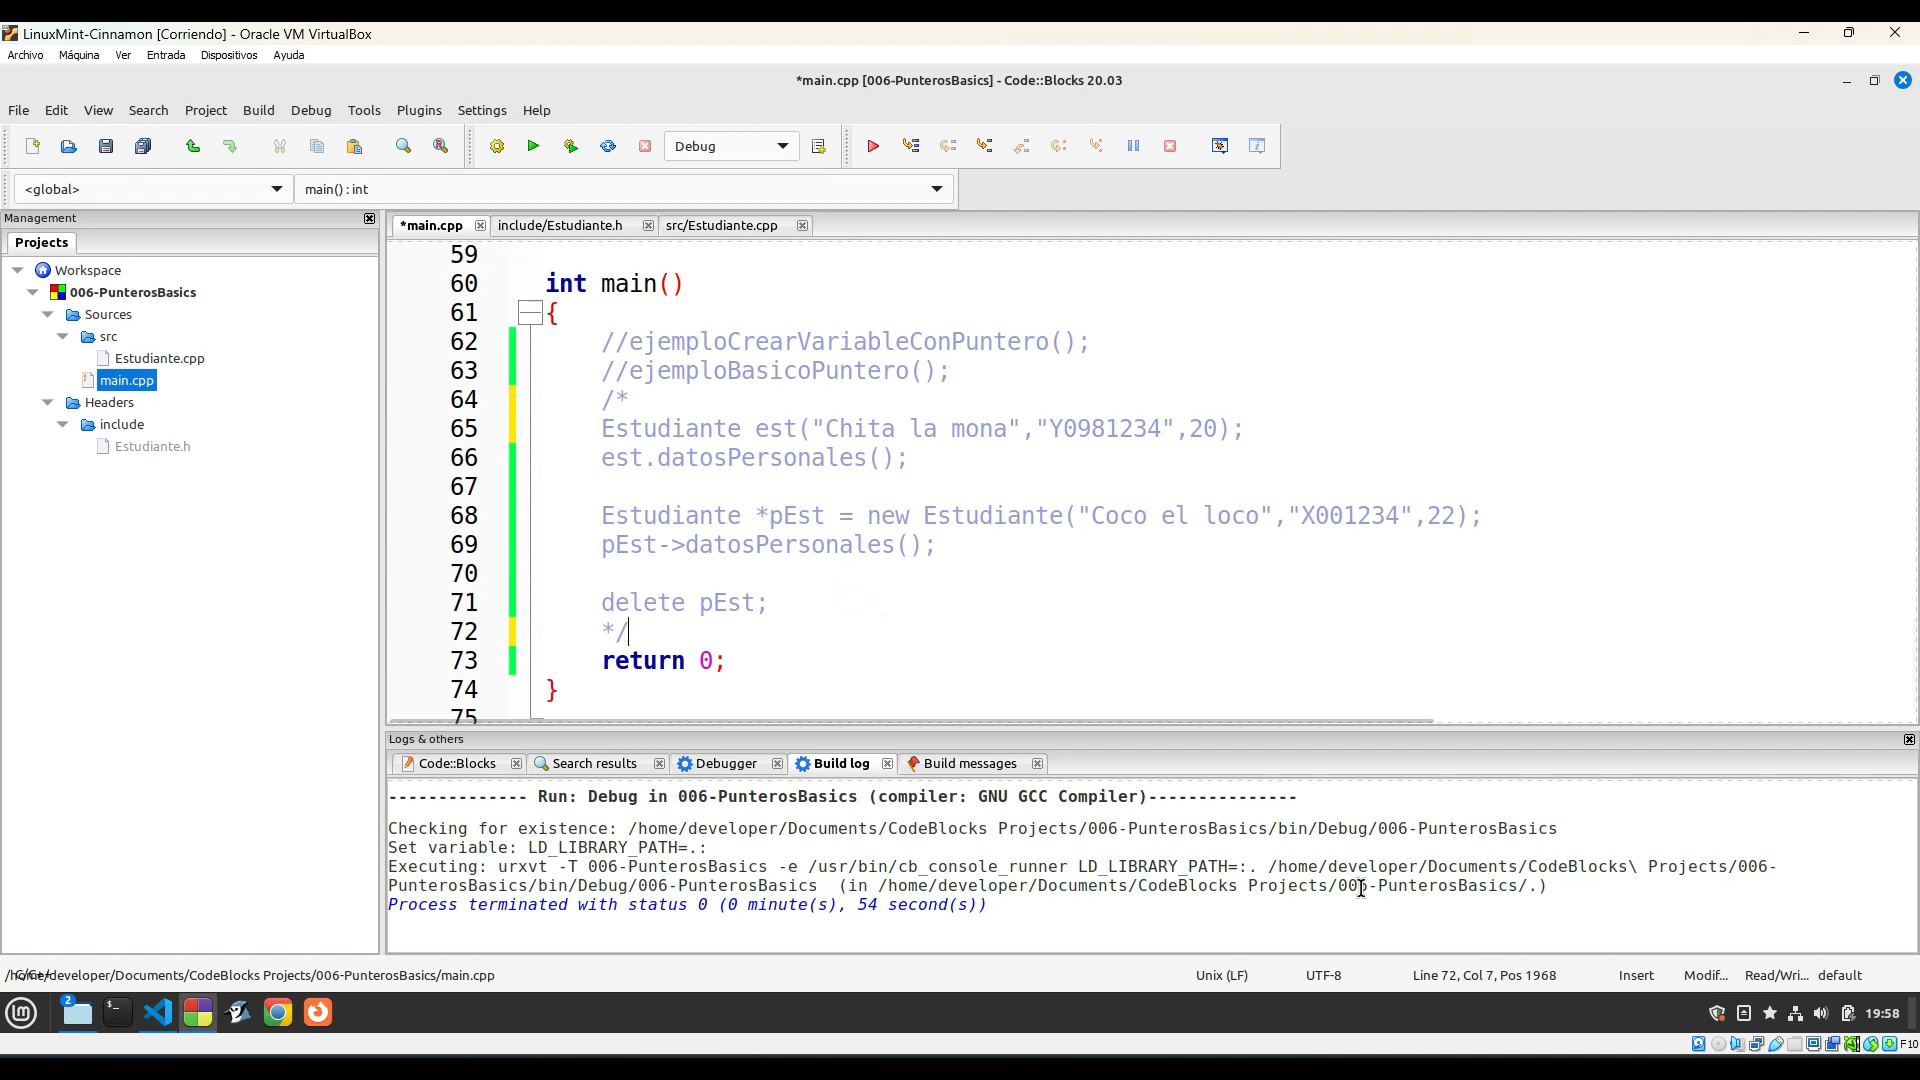 LinuxMint-Cinnamon [Corriendo] - Oracle VM VirtualBox
Archivo Máquina Ver Entrada Dispositivos Ayuda
*main.cpp [006-PunterosBasics] - Code::Blocks 20.03
File Edit View Search Project Build Debug Tools Plugins Settings Help
Debug
<global> main() : int
Management
Projects
Workspace
006-PunterosBasics
Sources
src
Estudiante.cpp
main.cpp
Headers
include
Estudiante.h
*main.cpp include/Estudiante.h src/Estudiante.cpp
59
60 int main()
61 {
62 //ejemploCrearVariableConPuntero();
63 //ejemploBasicoPuntero();
64 /*
65 Estudiante est("Chita la mona","Y0981234",20);
66 est.datosPersonales();
67
68 Estudiante *pEst = new Estudiante("Coco el loco","X001234",22);
69 pEst->datosPersonales();
70
71 delete pEst;
72 */
73 return 0;
74 }
75
Logs & others
Code::Blocks Search results Debugger Build log Build messages
-------------- Run: Debug in 006-PunterosBasics (compiler: GNU GCC Compiler)---------------
Checking for existence: /home/developer/Documents/CodeBlocks Projects/006-PunterosBasics/bin/Debug/006-PunterosBasics
Set variable: LD_LIBRARY_PATH=.:
Executing: urxvt -T 006-PunterosBasics -e /usr/bin/cb_console_runner LD_LIBRARY_PATH=:. /home/developer/Documents/CodeBlocks\ Projects/006-
PunterosBasics/bin/Debug/006-PunterosBasics (in /home/developer/Documents/CodeBlocks Projects/006-PunterosBasics/.)
Process terminated with status 0 (0 minute(s), 54 second(s))
/home/developer/Documents/CodeBlocks Projects/006-PunterosBasics/main.cpp Unix (LF) UTF-8 Line 72, Col 7, Pos 1968 Insert Modif... Read/Wri... default
2 19:58
F10